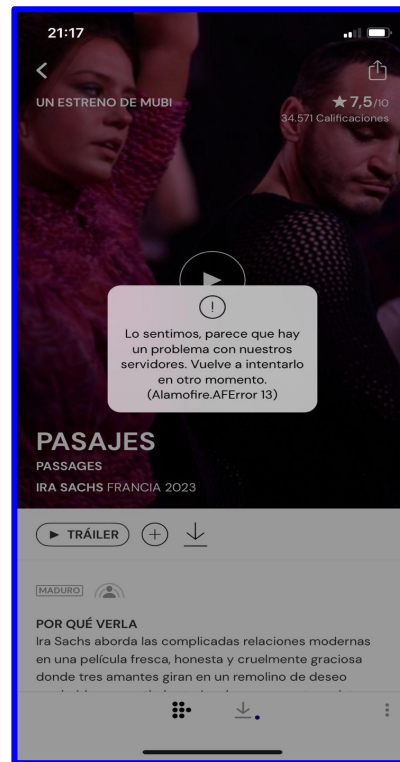 21:17
UN ESTRENO DE MUBI
★ 7,5/10
34.571 Calificaciones
Lo sentimos, parece que hay
un problema con nuestros
servidores. Vuelve a intentarlo
en otro momento.
(Alamofire.AFError 13)
PASAJES
PASSAGES
IRA SACHS FRANCIA 2023
TRÁILER
MADURO
POR QUÉ VERLA
Ira Sachs aborda las complicadas relaciones modernas
en una película fresca, honesta y cruelmente graciosa
donde tres amantes giran en un remolino de deseo